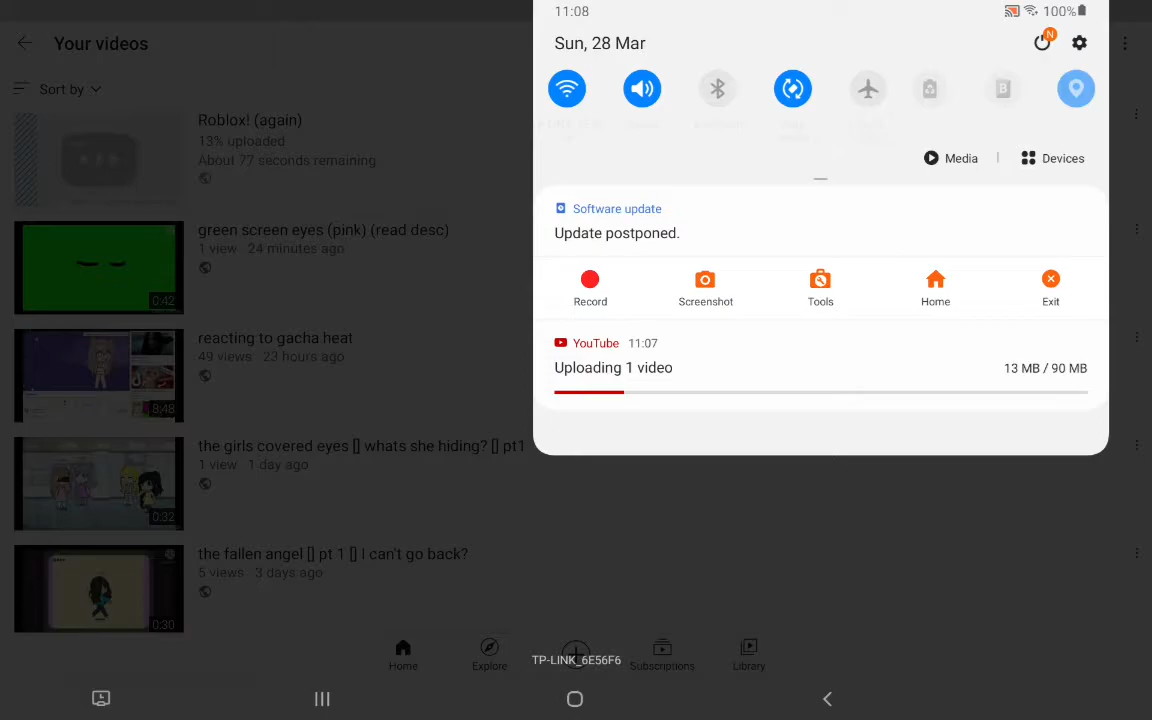 11:08
100%
Sun, 28 Mar
N
Your videos
Sort by
Media | Devices
Roblox! (again)
13% uploaded
About 77 seconds remaining
green screen eyes (pink) (read desc)
1 view · 24 minutes ago
0:42
reacting to gacha heat
49 views · 23 hours ago
8:48
the girls covered eyes [] whats she hiding? [] pt1
1 view · 1 day ago
0:32
the fallen angel [] pt 1 [] I can't go back?
5 views · 3 days ago
0:30
Software update
Update postponed.
Record
Screenshot
Tools
Home
Exit
YouTube 11:07
Uploading 1 video
13 MB / 90 MB
Home
Explore
TP-LINK_6E56F6
Subscriptions
Library